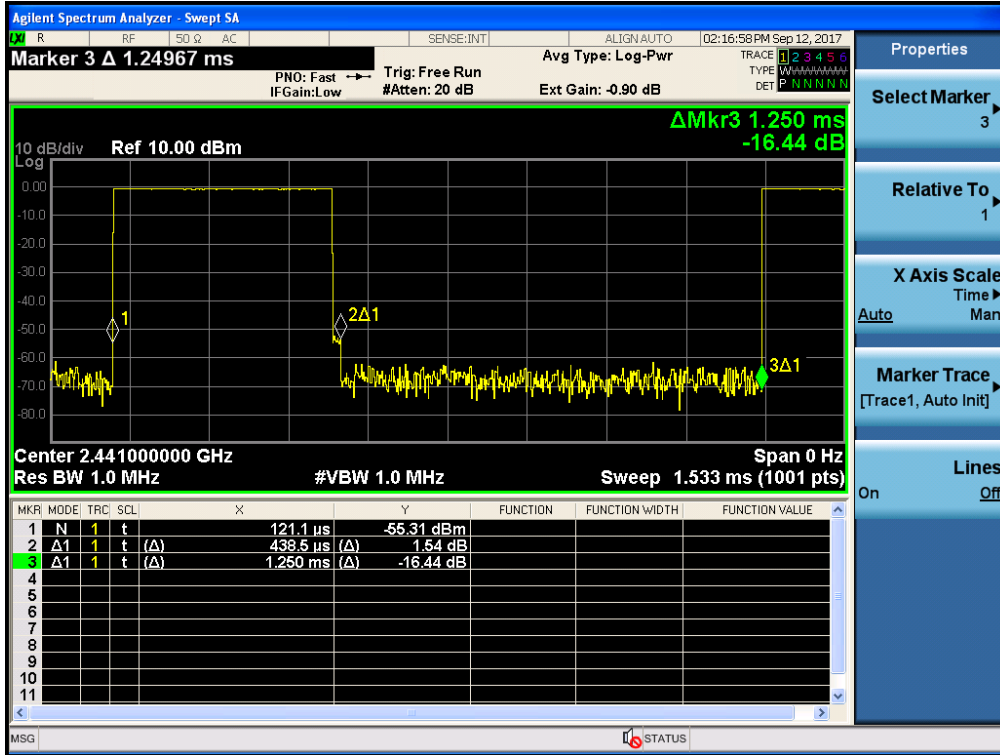 Agilent Spectrum Analyzer - Swept SA
LXI R RF 50 Ω AC SENSE:INT ALIGN AUTO 02:16:58 PM Sep 12, 2017
Marker 3 Δ 1.24967 ms
PNO: Fast
IFGain:Low
Trig: Free Run
#Atten: 20 dB
Avg Type: Log-Pwr
Ext Gain: -0.90 dB
TRACE 1 2 3 4 5 6
TYPE W
DET P N N N N N
ΔMkr3 1.250 ms
-16.44 dB
10 dB/div Ref 10.00 dBm
Log
0.00
-10.0
-20.0
-30.0
-40.0
-50.0
-60.0
-70.0
-80.0
1
2Δ1
3Δ1
Center 2.441000000 GHz Span 0 Hz
Res BW 1.0 MHz #VBW 1.0 MHz Sweep 1.533 ms (1001 pts)
MKR MODE TRC SCL X Y FUNCTION FUNCTION WIDTH FUNCTION VALUE
1 N 1 t 121.1 µs -55.31 dBm
2 Δ1 1 t (Δ) 438.5 µs (Δ) 1.54 dB
3 Δ1 1 t (Δ) 1.250 ms (Δ) -16.44 dB
4
5
6
7
8
9
10
11
MSG STATUS
Properties
Select Marker
3
Relative To
1
X Axis Scale
Time
Auto Man
Marker Trace
[Trace1, Auto Init]
Lines
On Off